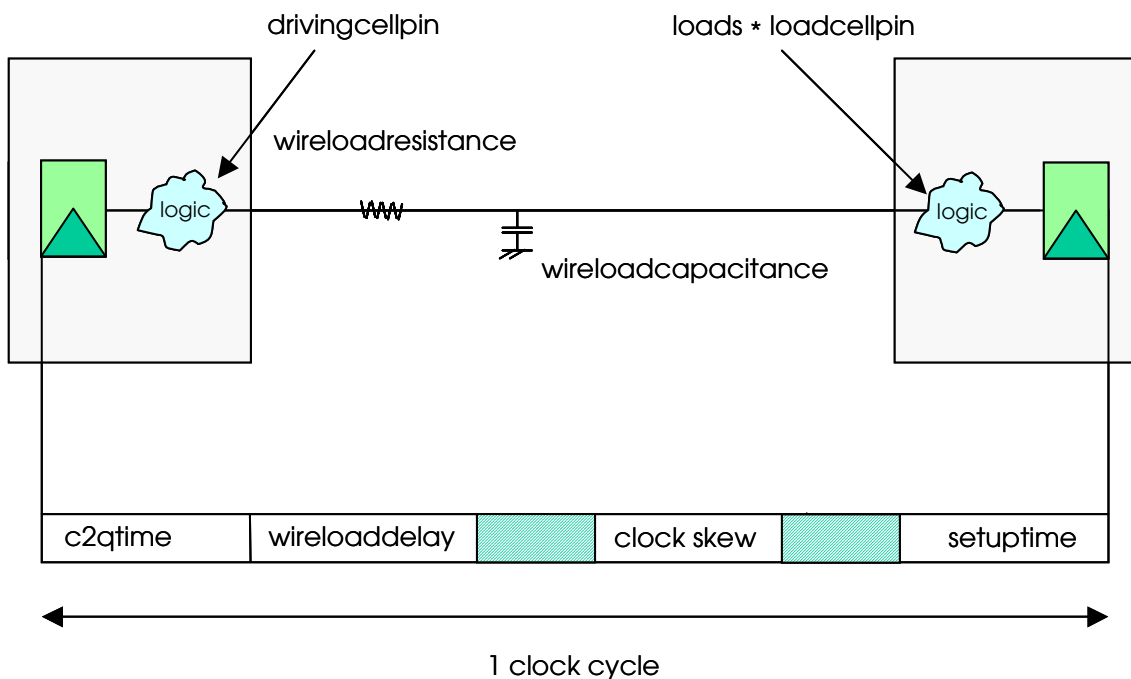 drivingcellpin
loads * loadcellpin
wireloadresistance
logic
logic
wireloadcapacitance
c2qtime
wireloaddelay
clock skew
setuptime
1 clock cycle